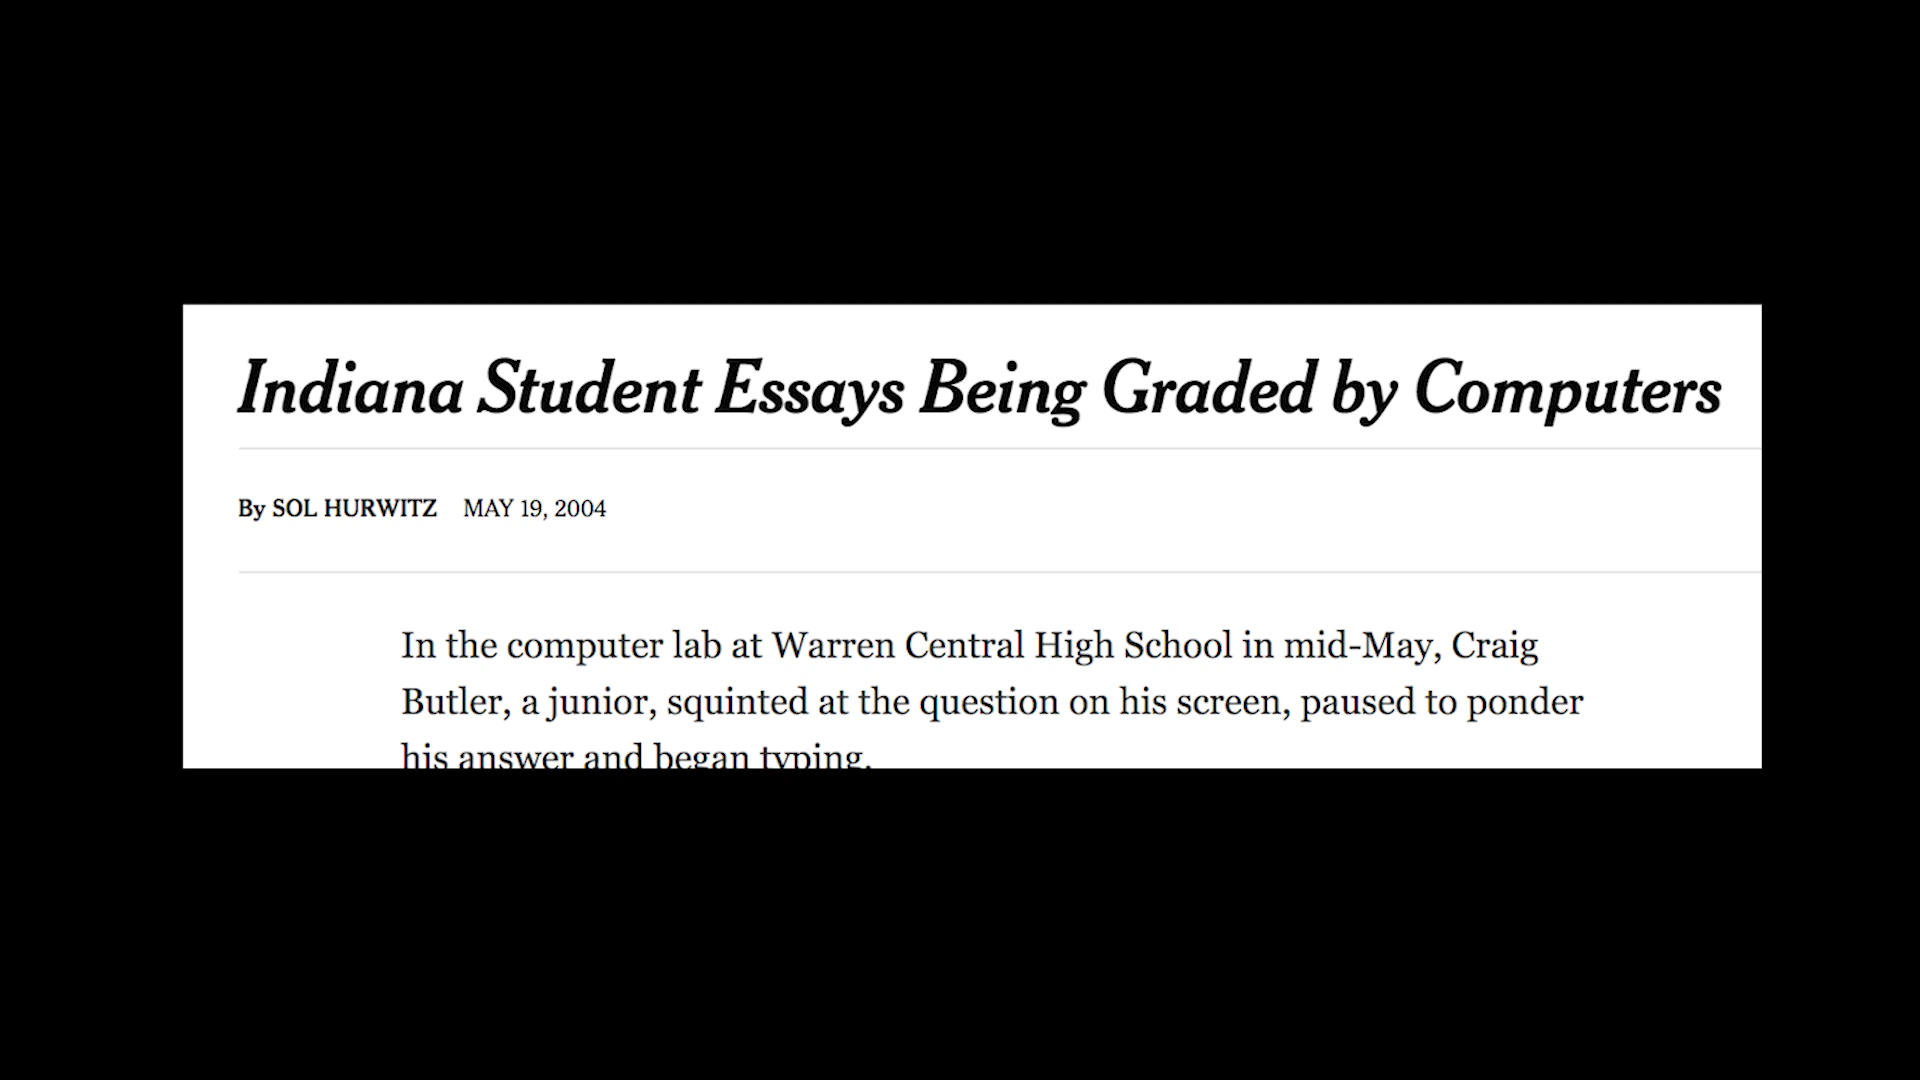 Indiana Student Essays Being Graded by Computers
By SOL HURWITZ MAY 19, 2004
In the computer lab at Warren Central High School in mid-May, Craig
Butler, a junior, squinted at the question on his screen, paused to ponder
his answer and began typing.